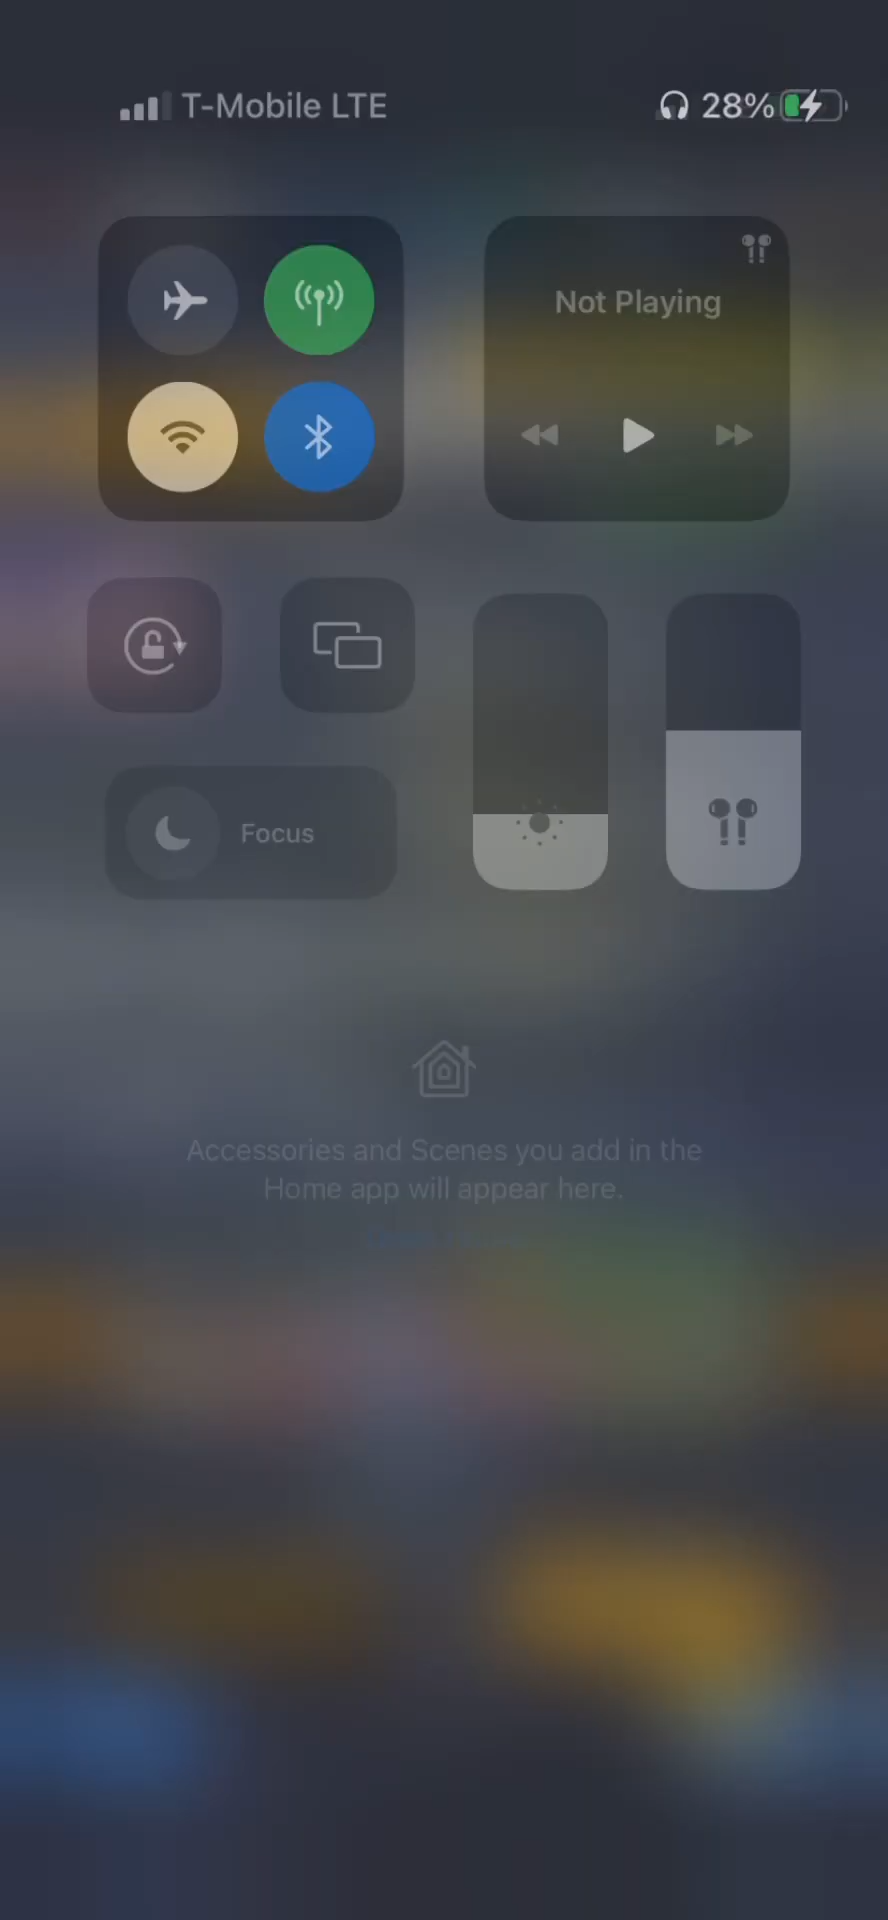 T-Mobile LTE
28%
Not Playing
Focus
Accessories and Scenes you add in the
Home app will appear here.